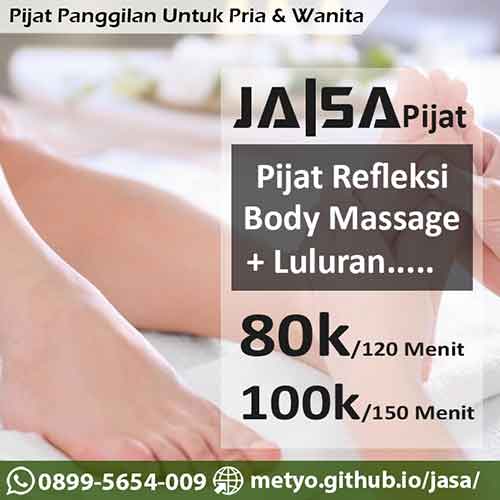 Pijat Panggilan Untuk Pria & Wanita
JA|SA Pijat
Pijat Refleksi
Body Massage
+ Luluran.....
80k/120 Menit
100k/150 Menit
0899-5654-009 metyo.github.io/jasa/